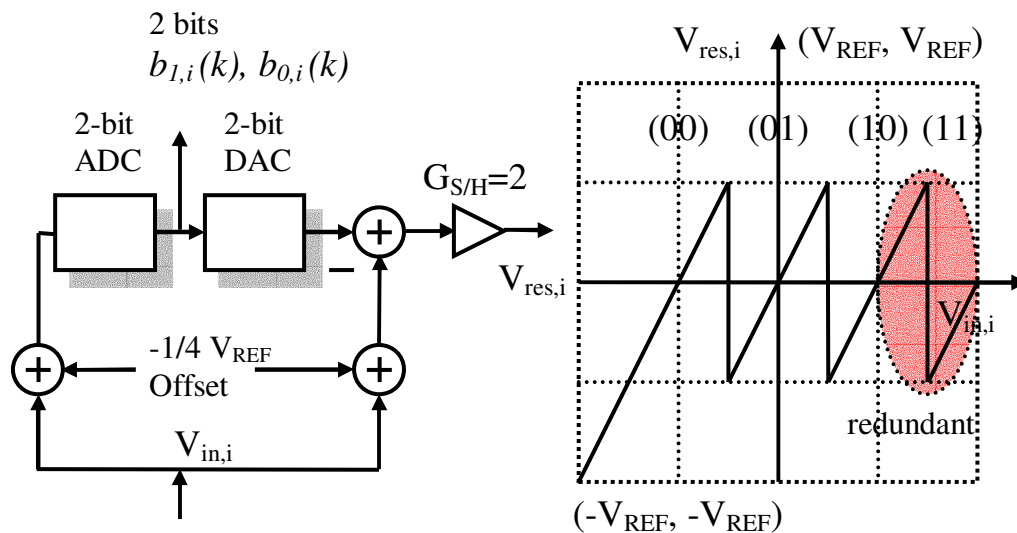 2 bits
b1,i(k), b0,i(k)
2-bit
ADC
2-bit
DAC
GS/H=2
+
−
Vres,i
+
-1/4 VREF
Offset
+
Vin,i
Vres,i
(VREF, VREF)
(00)
(01)
(10)
(11)
Vin,i
redundant
(-VREF, -VREF)